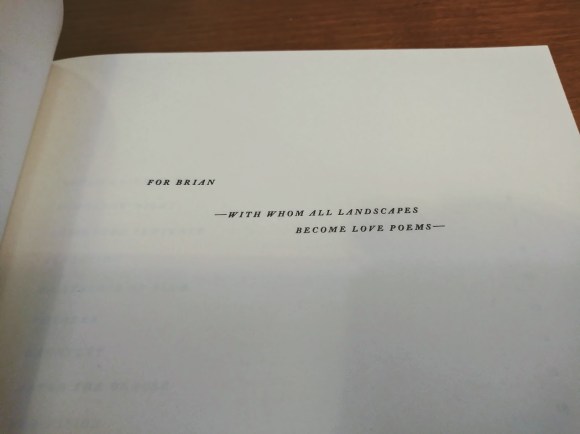 FOR BRIAN
—WITH WHOM ALL LANDSCAPES
BECOME LOVE POEMS—